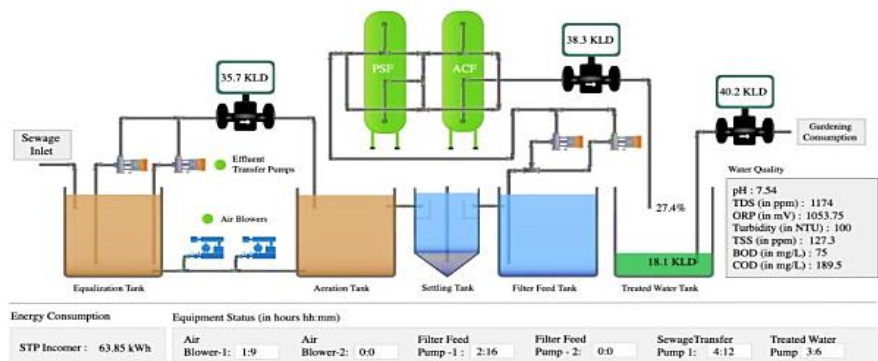 38.3 KLD
PSF
ACF
35.7 KLD
40.2 KLD
Sewage
Inlet
Effluent
Transfer Pumps
Gardening
Consumption
Water Quality
pH : 7.54
TDS (in ppm) : 1174
ORP (in mV) : 1053.75
Turbidity (in NTU) : 100
TSS (in ppm) : 127.3
BOD (in mg/L) : 75
COD (in mg/L) : 189.5
27.4%
Air Blowers
18.1 KLD
Equalization Tank
Aeration Tank
Settling Tank
Filter Feed Tank
Treated Water Tank
Energy Consumption
Equipment Status (in hours hh:mm)
STP Incomer : 63.85 kWh
Air
Blower-1: 1:9
Air
Blower-2: 0:0
Filter Feed
Pump -1 : 2:16
Filter Feed
Pump - 2: 0:0
SewageTransfer
Pump 1: 4:12
Treated Water
Pump 3:6